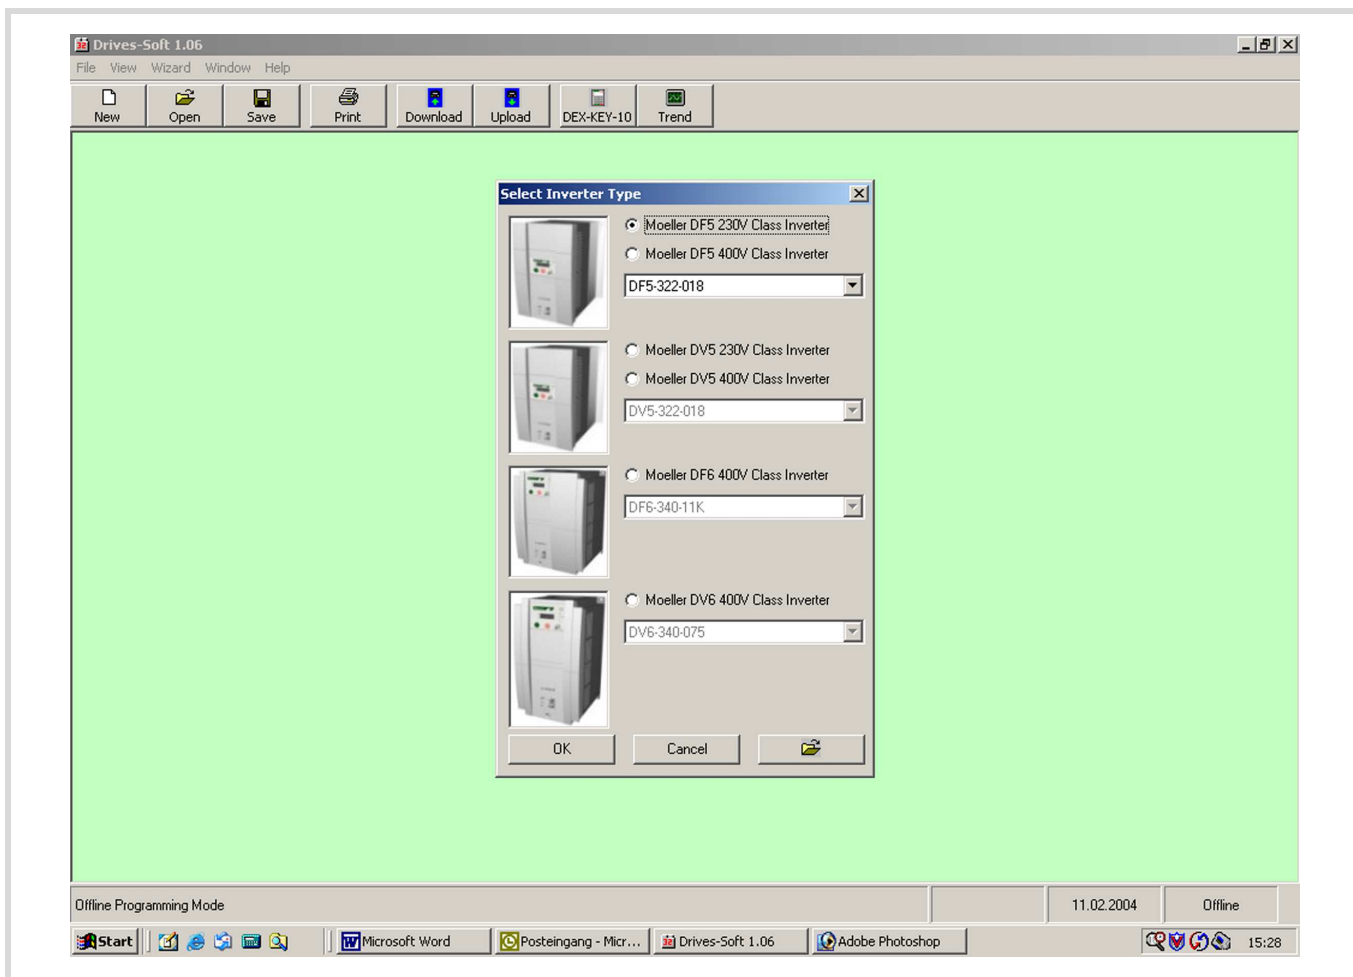 Drives-Soft 1.06
File View Wizard Window Help
New Open Save Print Download Upload DEX-KEY-10 Trend
Select Inverter Type
Moeller DF5 230V Class Inverter
Moeller DF5 400V Class Inverter
DF5-322-018
Moeller DV5 230V Class Inverter
Moeller DV5 400V Class Inverter
DV5-322-018
Moeller DF6 400V Class Inverter
DF6-340-11K
Moeller DV6 400V Class Inverter
DV6-340-075
OK Cancel
Offline Programming Mode 11.02.2004 Offline
Start Microsoft Word Posteingang - Micr... Drives-Soft 1.06 Adobe Photoshop 15:28